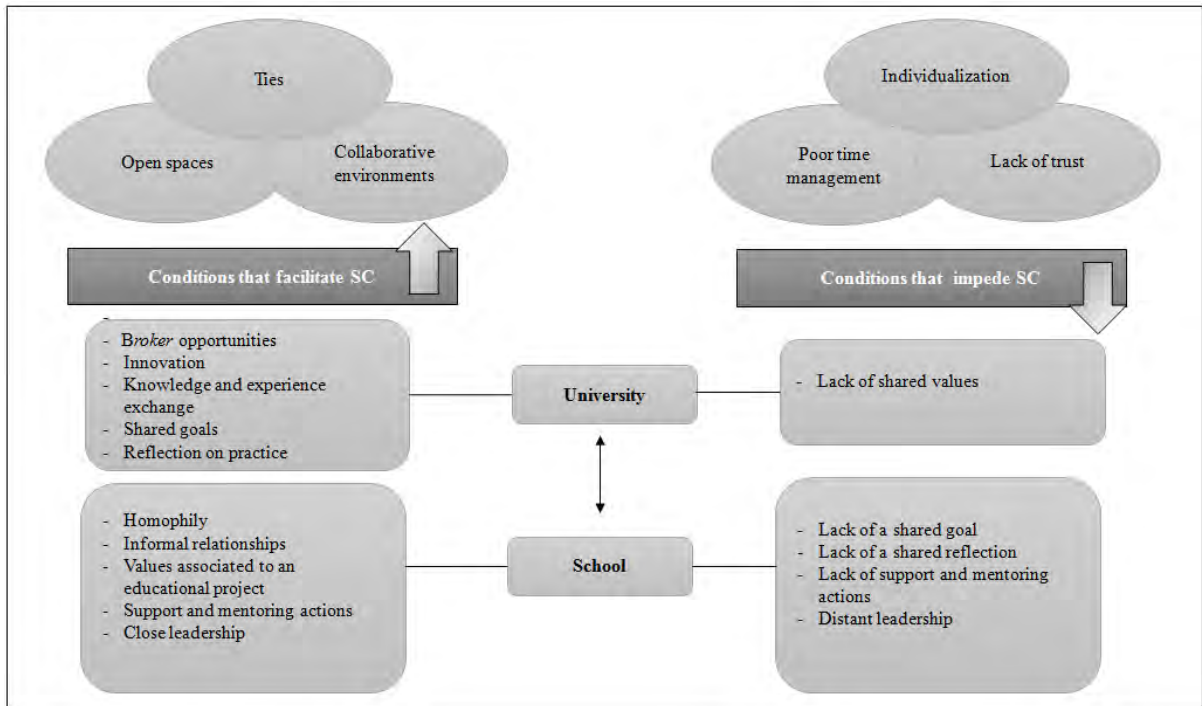 Ties
Open spaces
Collaborative
environments
Individualization
Poor time
management
Lack of trust
Conditions that facilitate SC
Conditions that impede SC
-
- Broker opportunities
- Innovation
- Knowledge and experience
exchange
- Shared goals
- Reflection on practice
University
- Lack of shared values
- Homophily
- Informal relationships
- Values associated to an
educational project
- Support and mentoring actions
- Close leadership
School
- Lack of a shared goal
- Lack of a shared reflection
- Lack of support and mentoring
actions
- Distant leadership